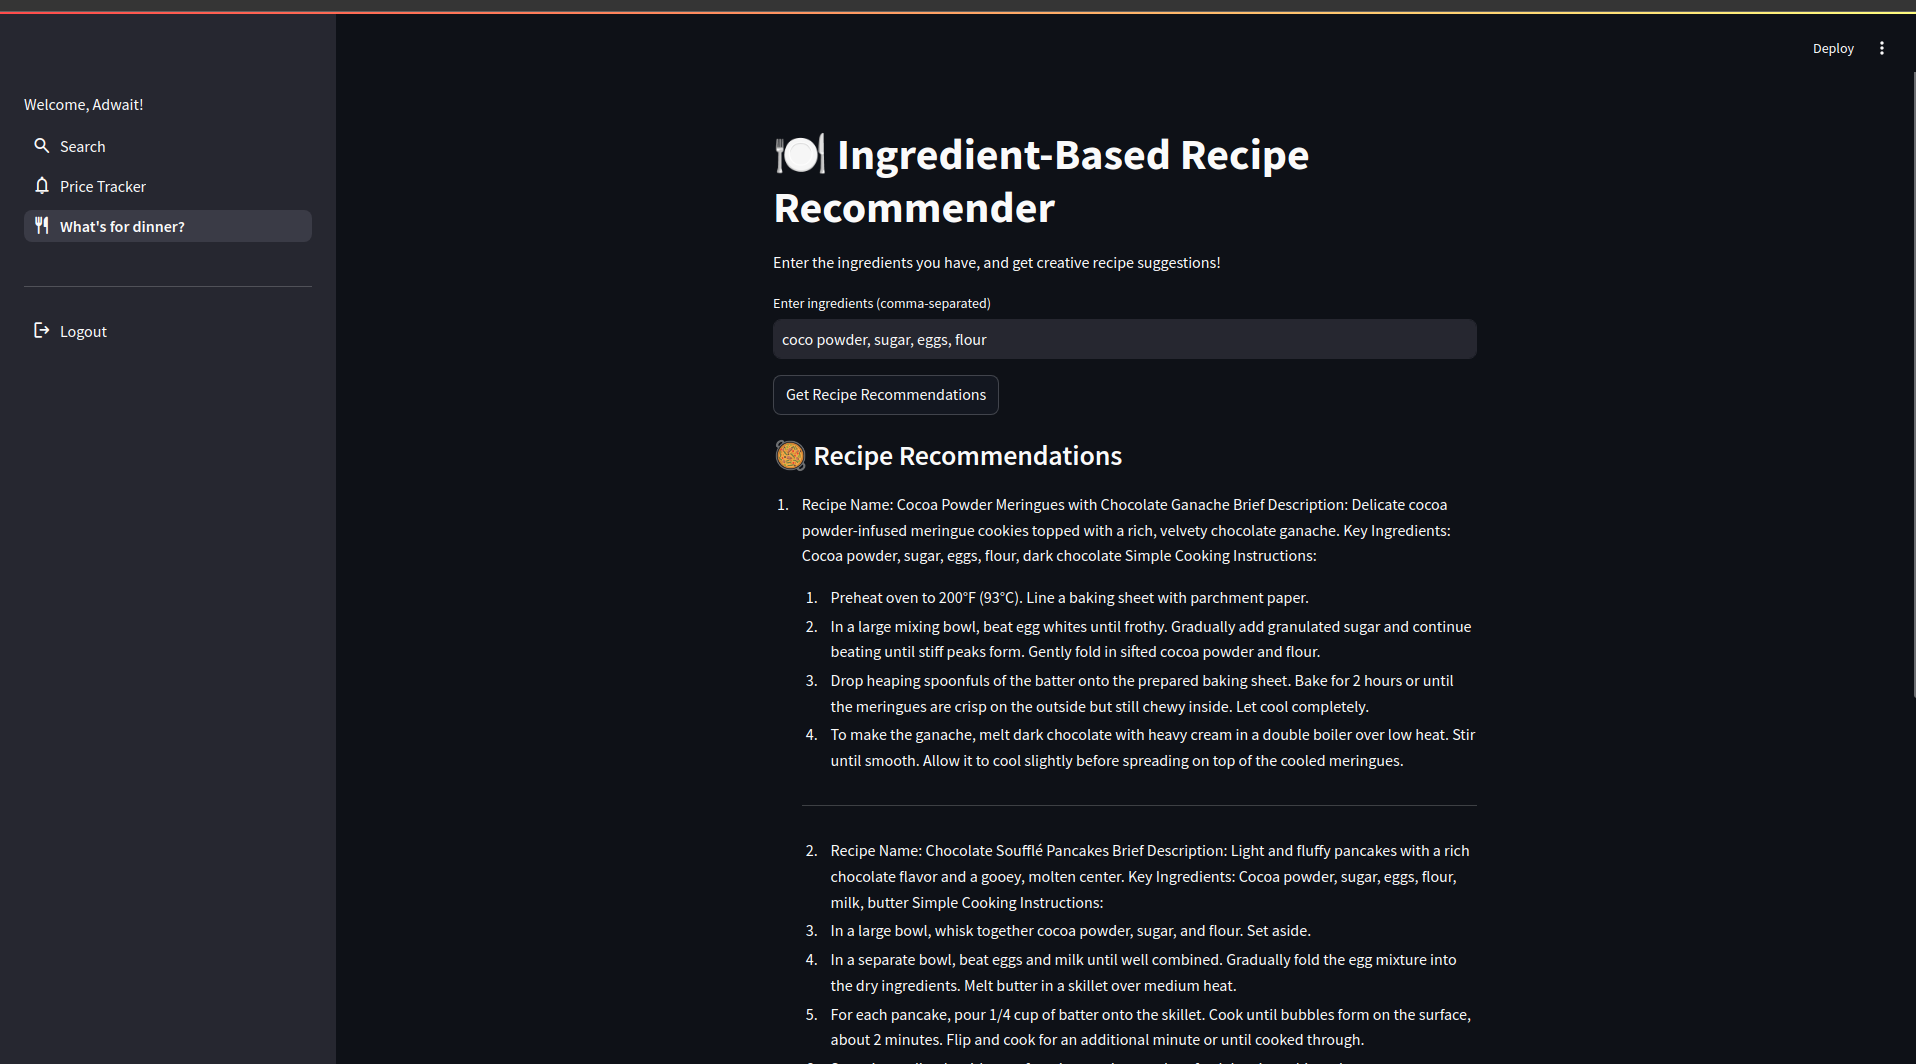 Deploy
Welcome, Adwait!
Search
Price Tracker
What's for dinner?
Logout
Ingredient-Based Recipe
Recommender
Enter the ingredients you have, and get creative recipe suggestions!
Enter ingredients (comma-separated)
coco powder, sugar, eggs, flour
Get Recipe Recommendations
Recipe Recommendations
1. Recipe Name: Cocoa Powder Meringues with Chocolate Ganache Brief Description: Delicate cocoa
powder-infused meringue cookies topped with a rich, velvety chocolate ganache. Key Ingredients:
Cocoa powder, sugar, eggs, flour, dark chocolate Simple Cooking Instructions:
1. Preheat oven to 200°F (93°C). Line a baking sheet with parchment paper.
2. In a large mixing bowl, beat egg whites until frothy. Gradually add granulated sugar and continue
beating until stiff peaks form. Gently fold in sifted cocoa powder and flour.
3. Drop heaping spoonfuls of the batter onto the prepared baking sheet. Bake for 2 hours or until
the meringues are crisp on the outside but still chewy inside. Let cool completely.
4. To make the ganache, melt dark chocolate with heavy cream in a double boiler over low heat. Stir
until smooth. Allow it to cool slightly before spreading on top of the cooled meringues.
2. Recipe Name: Chocolate Soufflé Pancakes Brief Description: Light and fluffy pancakes with a rich
chocolate flavor and a gooey, molten center. Key Ingredients: Cocoa powder, sugar, eggs, flour,
milk, butter Simple Cooking Instructions:
3. In a large bowl, whisk together cocoa powder, sugar, and flour. Set aside.
4. In a separate bowl, beat eggs and milk until well combined. Gradually fold the egg mixture into
the dry ingredients. Melt butter in a skillet over medium heat.
5. For each pancake, pour 1/4 cup of batter onto the skillet. Cook until bubbles form on the surface,
about 2 minutes. Flip and cook for an additional minute or until cooked through.